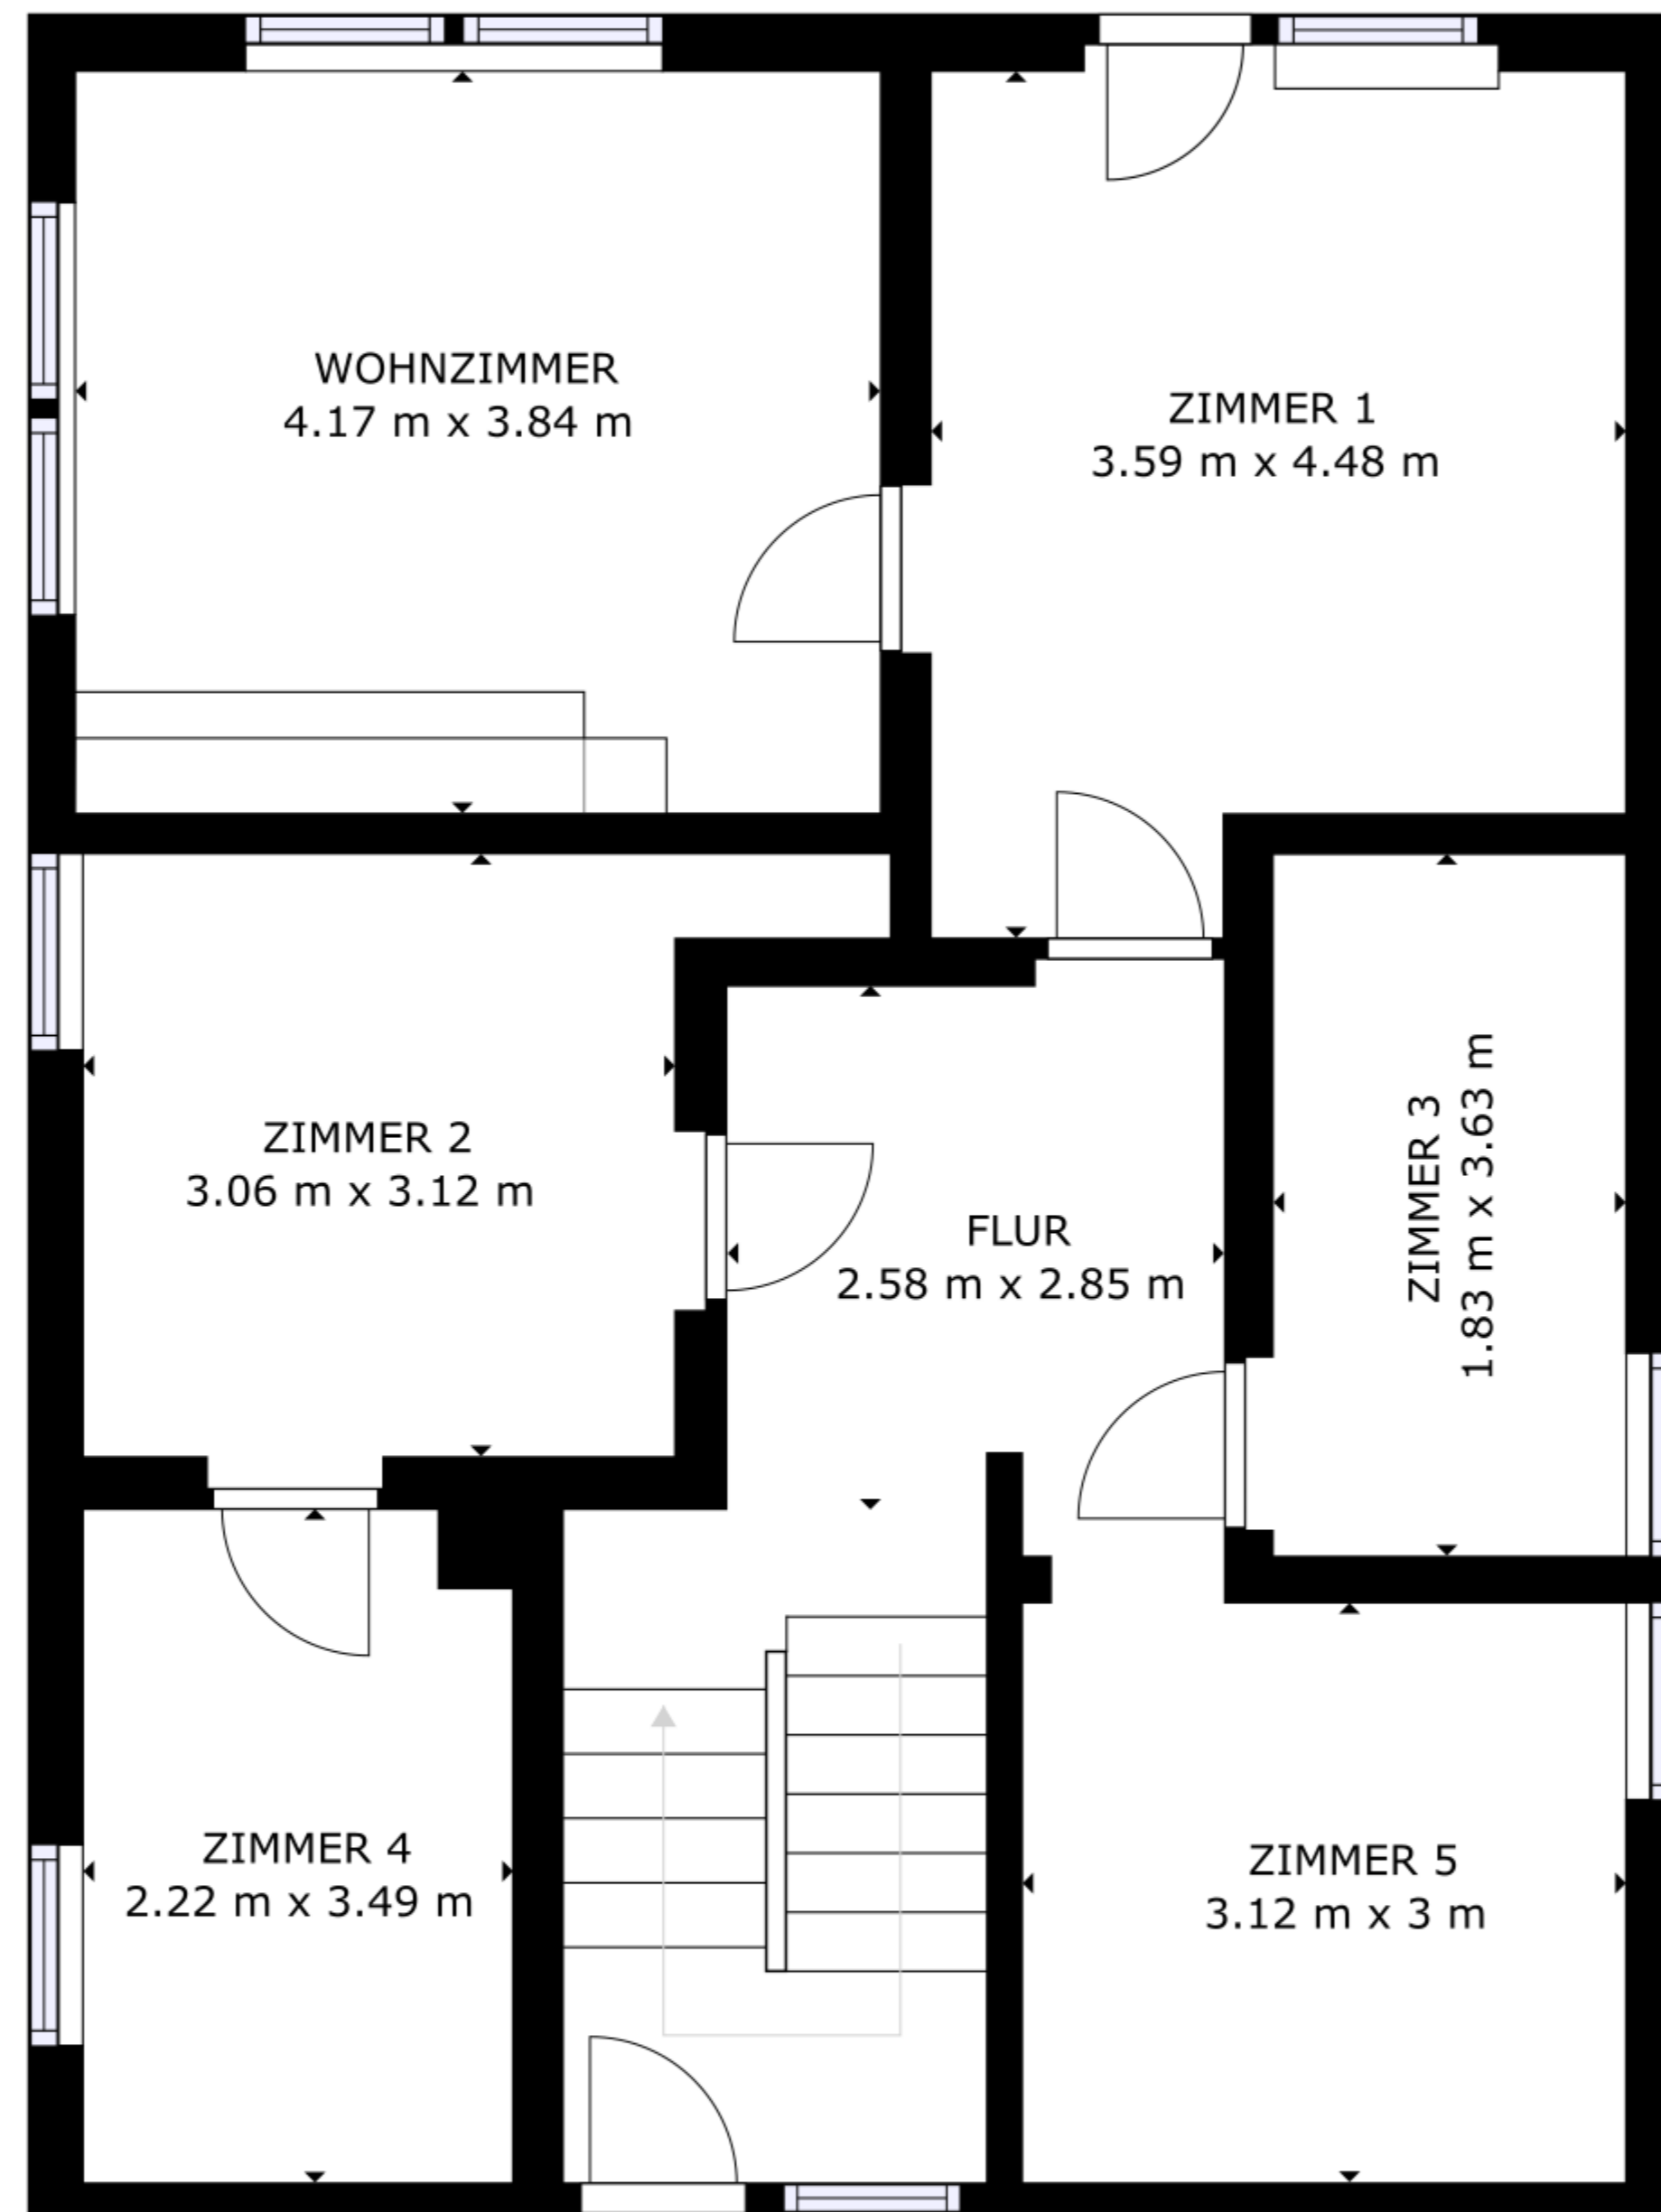 WOHNZIMMER
4.17 m x 3.84 m
ZIMMER 1
3.59 m x 4.48 m
ZIMMER 2
3.06 m x 3.12 m
FLUR
2.58 m x 2.85 m
ZIMMER 3
1.83 m x 3.63 m
ZIMMER 4
2.22 m x 3.49 m
ZIMMER 5
3.12 m x 3 m